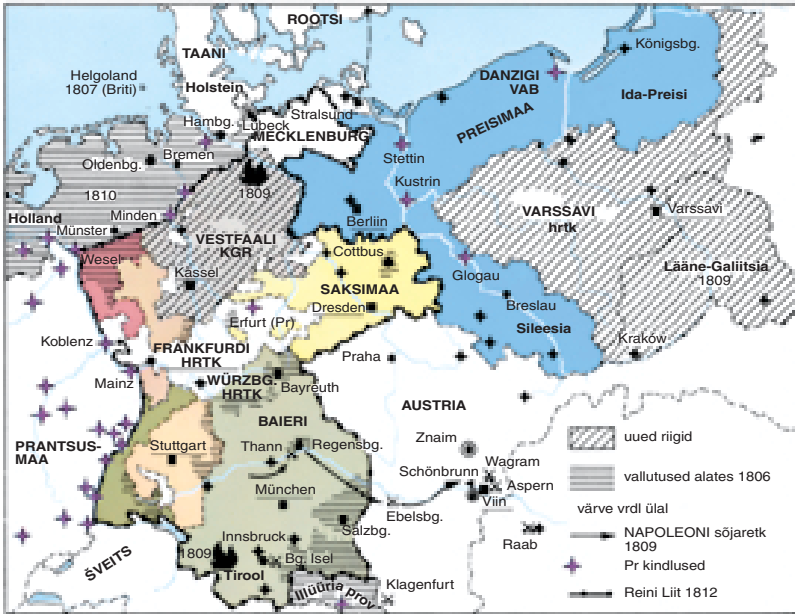 ROOTSI
TAANI
Königsbg.
Helgoland
1807 (Briti)
Holstein
DANZIGI
VAB
Ida-Preisi
Hambg.
Lübeck
Stralsund
MECKLENBURG
PREISIMAA
Oldenbg.
Bremen
Stettin
1810
1809
Kustrin
Holland
Minden
Münster
VESTFAALI
KGR
Berliin
VARSSAVI
hrtk
Varssavi
Wesel
Cottbus
Kassel
SAKSIMAA
Glogau
Lääne-Galiitsia
1809
Dresden
Breslau
Erfurt (Pr)
Sileesia
Koblenz
FRANKFURDI
HRTK
Praha
Kraków
Mainz
WÜRZBG.
HRTK
Bayreuth
AUSTRIA
BAIERI
PRANTSUS-
MAA
Stuttgart
Thann
Regensbg.
Znaim
Schönbrunn
Wagram
Aspern
Viin
München
Ebelsbg.
Salzbg.
Innsbruck
Raab
1809
Bg. Isel
ŠVEITS
Tirool
Illüüria prov
Klagenfurt
uued riigid
vallutused alates 1806
värve vrdl ülal
NAPOLEONI sõjaretk
1809
Pr kindlused
Reini Liit 1812